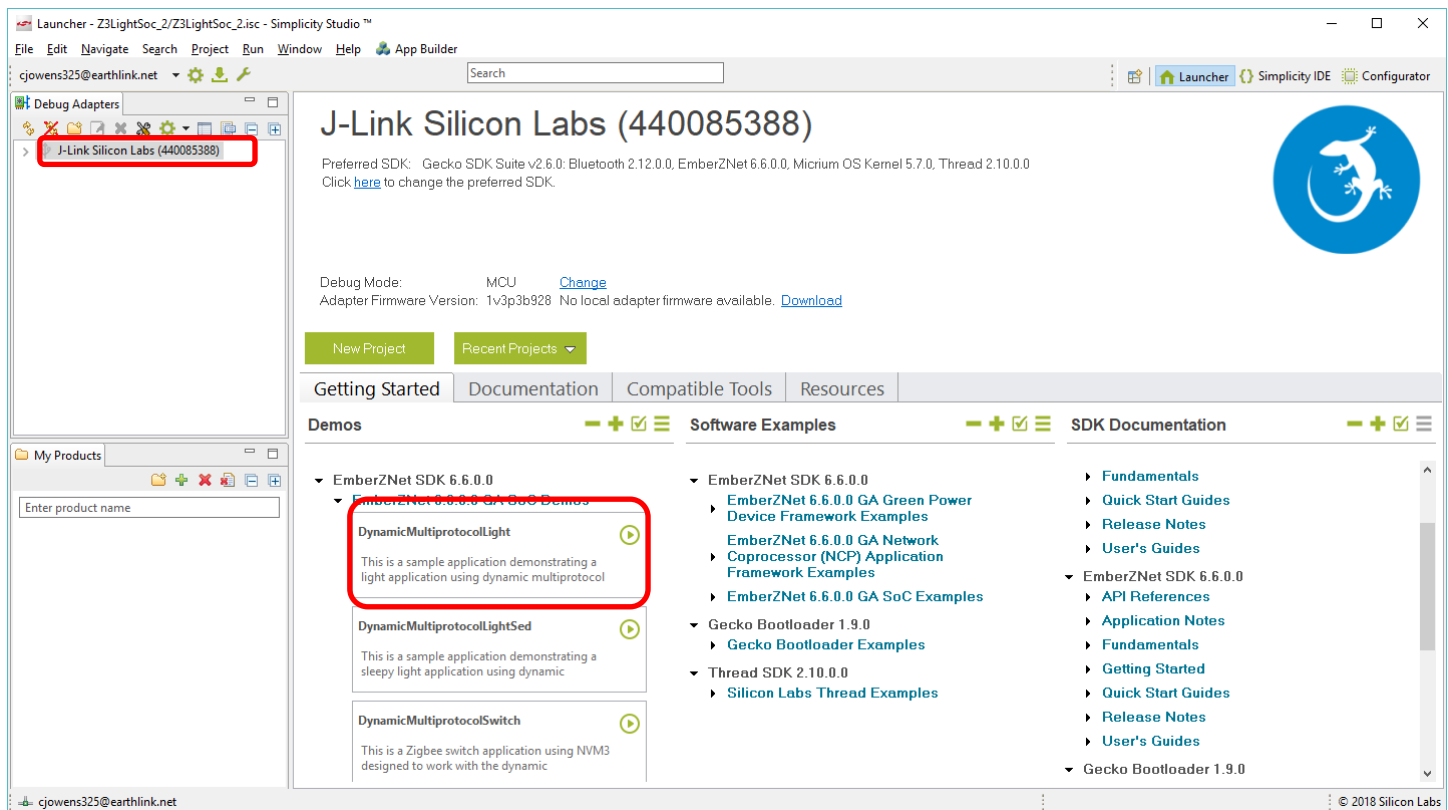 Launcher - Z3LightSoc_2/Z3LightSoc_2.isc - Simplicity Studio ™
File Edit Navigate Search Project Run Window Help App Builder
cjowens325@earthlink.net
Search
Launcher
Simplicity IDE
Configurator
Debug Adapters
J-Link Silicon Labs (440085388)
J-Link Silicon Labs (440085388)
Preferred SDK: Gecko SDK Suite v2.6.0: Bluetooth 2.12.0.0, EmberZNet 6.6.0.0, Micrium OS Kernel 5.7.0, Thread 2.10.0.0
Click here to change the preferred SDK.
Debug Mode: MCU Change
Adapter Firmware Version: 1v3p3b928 No local adapter firmware available. Download
New Project
Recent Projects
Getting Started
Documentation
Compatible Tools
Resources
My Products
Enter product name
Demos
EmberZNet SDK 6.6.0.0
EmberZNet 6.6.0.0 GA SoC Demos
DynamicMultiprotocolLight
This is a sample application demonstrating a
light application using dynamic multiprotocol
DynamicMultiprotocolLightSed
This is a sample application demonstrating a
sleepy light application using dynamic
DynamicMultiprotocolSwitch
This is a Zigbee switch application using NVM3
designed to work with the dynamic
Software Examples
EmberZNet SDK 6.6.0.0
EmberZNet 6.6.0.0 GA Green Power
Device Framework Examples
EmberZNet 6.6.0.0 GA Network
Coprocessor (NCP) Application
Framework Examples
EmberZNet 6.6.0.0 GA SoC Examples
Gecko Bootloader 1.9.0
Gecko Bootloader Examples
Thread SDK 2.10.0.0
Silicon Labs Thread Examples
SDK Documentation
Fundamentals
Quick Start Guides
Release Notes
User's Guides
EmberZNet SDK 6.6.0.0
API References
Application Notes
Fundamentals
Getting Started
Quick Start Guides
Release Notes
User's Guides
Gecko Bootloader 1.9.0
cjowens325@earthlink.net
© 2018 Silicon Labs